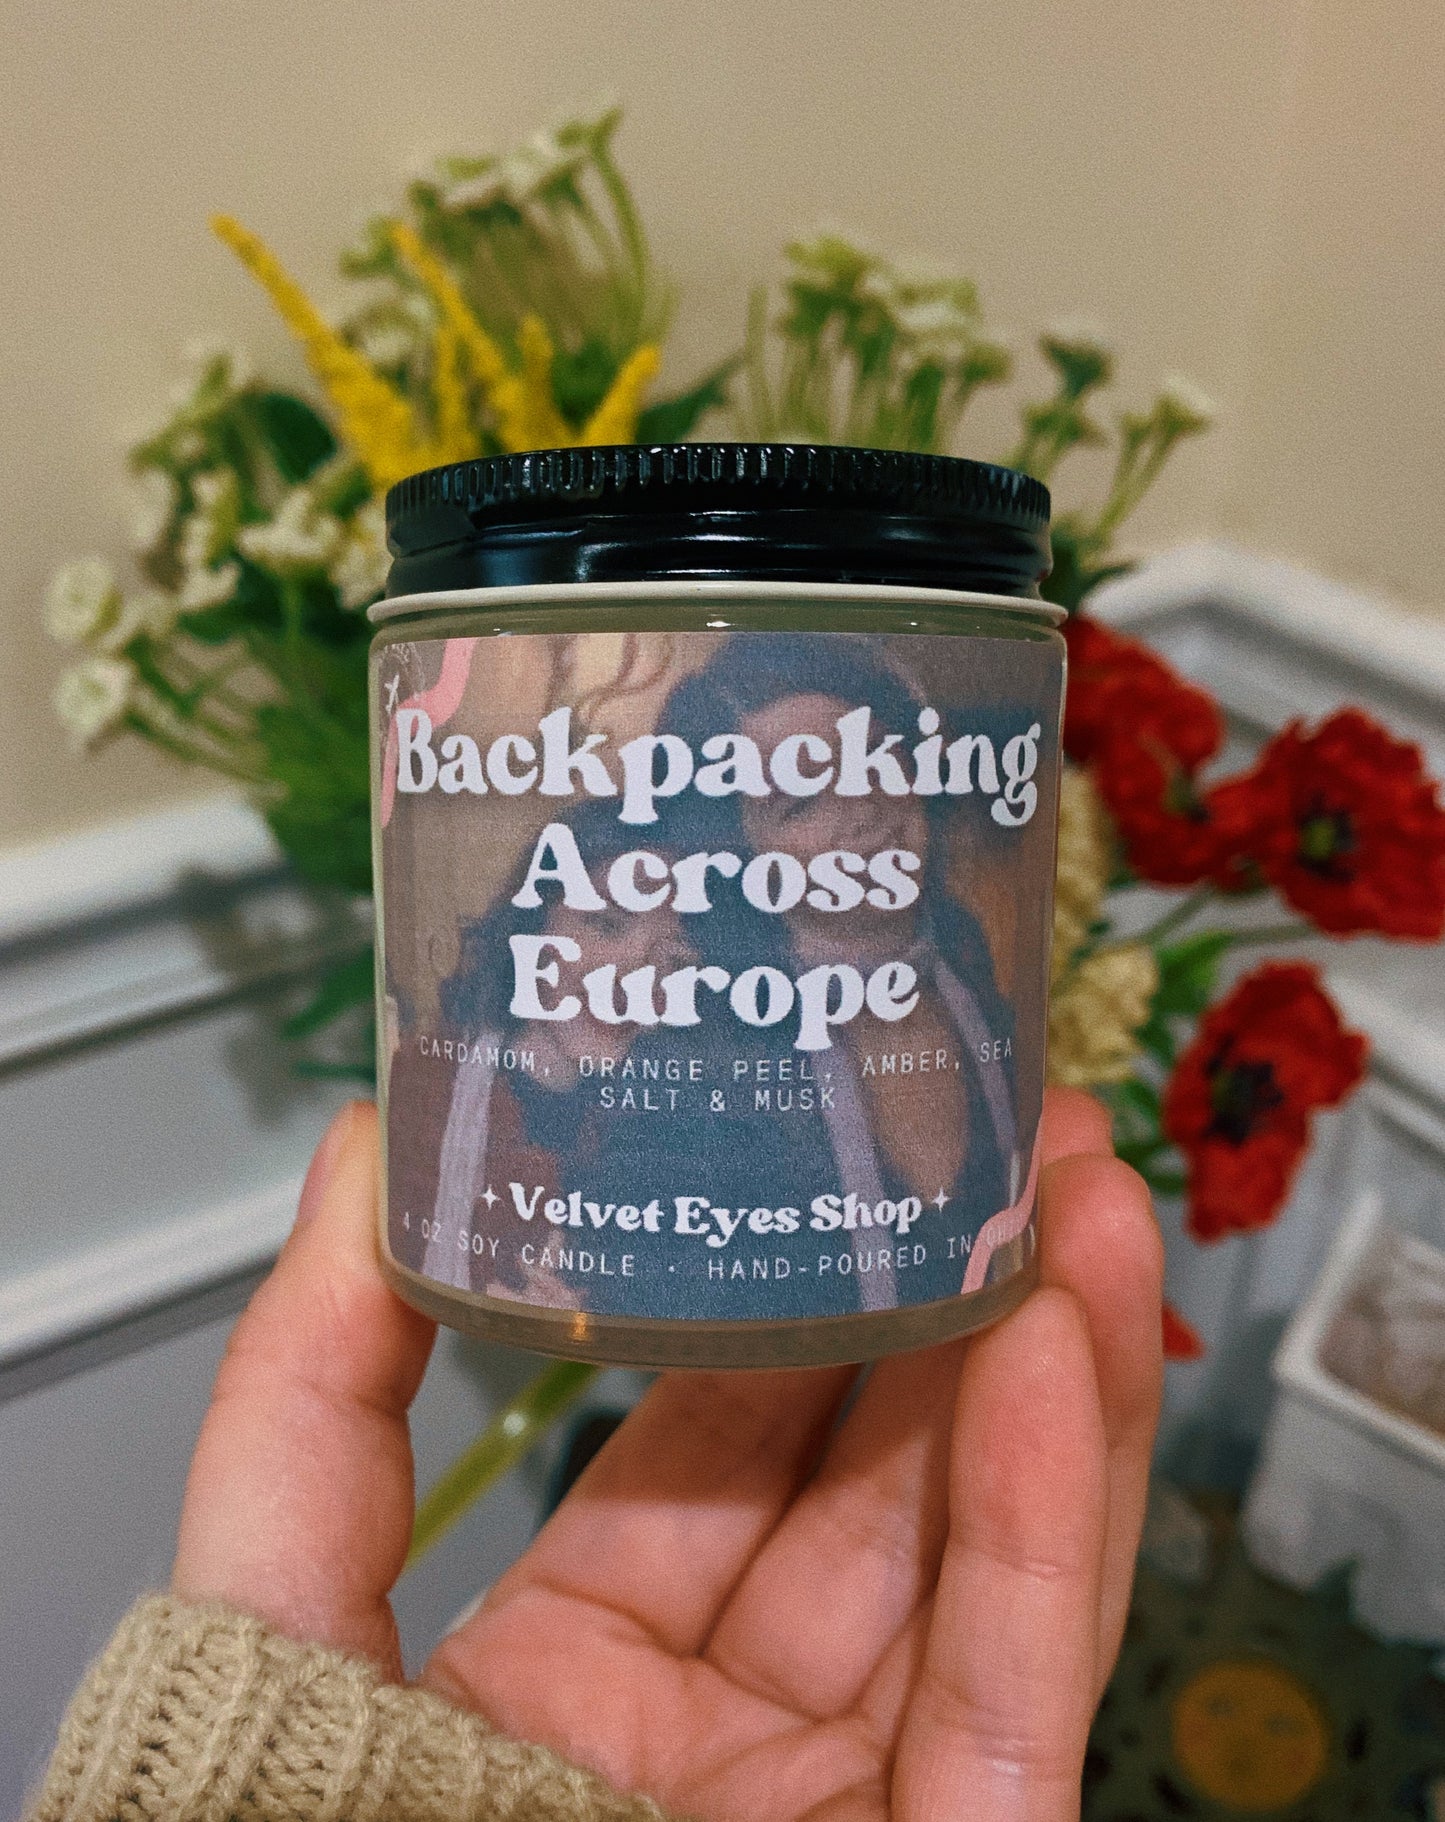 Backpacking
Across
Europe
CARDAMOM, ORANGE PEEL, AMBER, SEA
SALT & MUSK
Velvet Eyes Shop
4 OZ SOY CANDLE · HAND-POURED IN